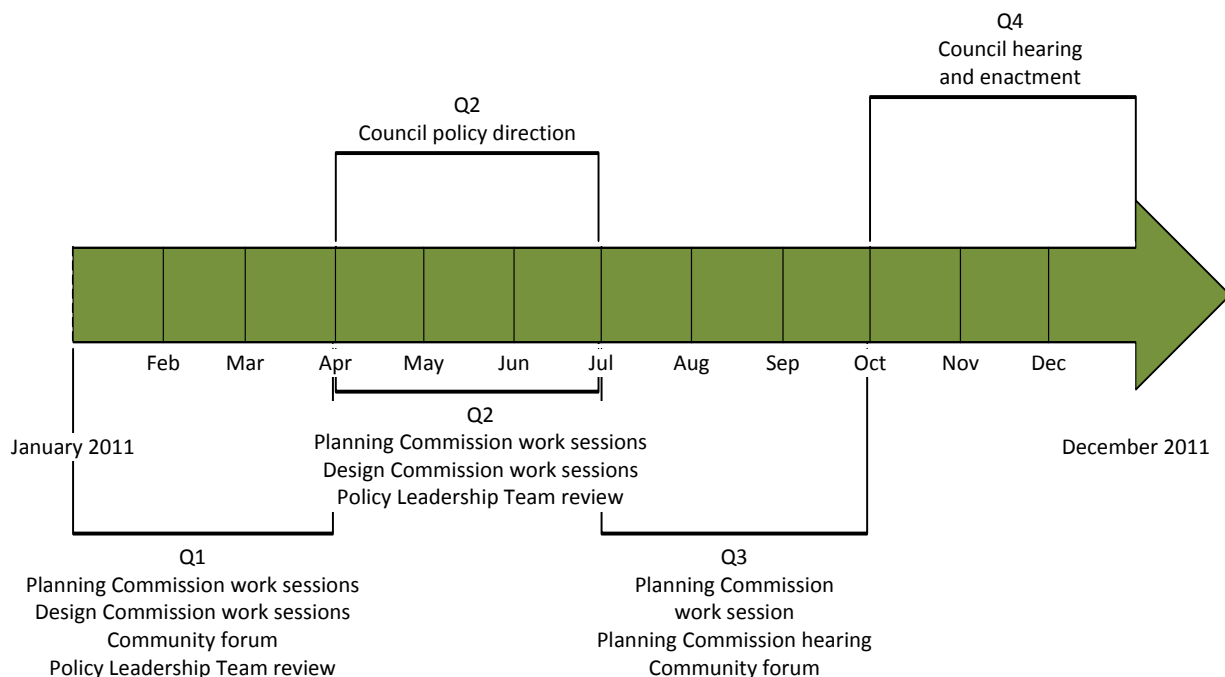 Q4
Council hearing
and enactment
Q2
Council policy direction
Feb
Mar
Apr
May
Jun
Jul
Aug
Sep
Oct
Nov
Dec
January 2011
December 2011
Q2
Planning Commission work sessions
Design Commission work sessions
Policy Leadership Team review
Q1
Planning Commission work sessions
Design Commission work sessions
Community forum
Policy Leadership Team review
Q3
Planning Commission
work session
Planning Commission hearing
Community forum